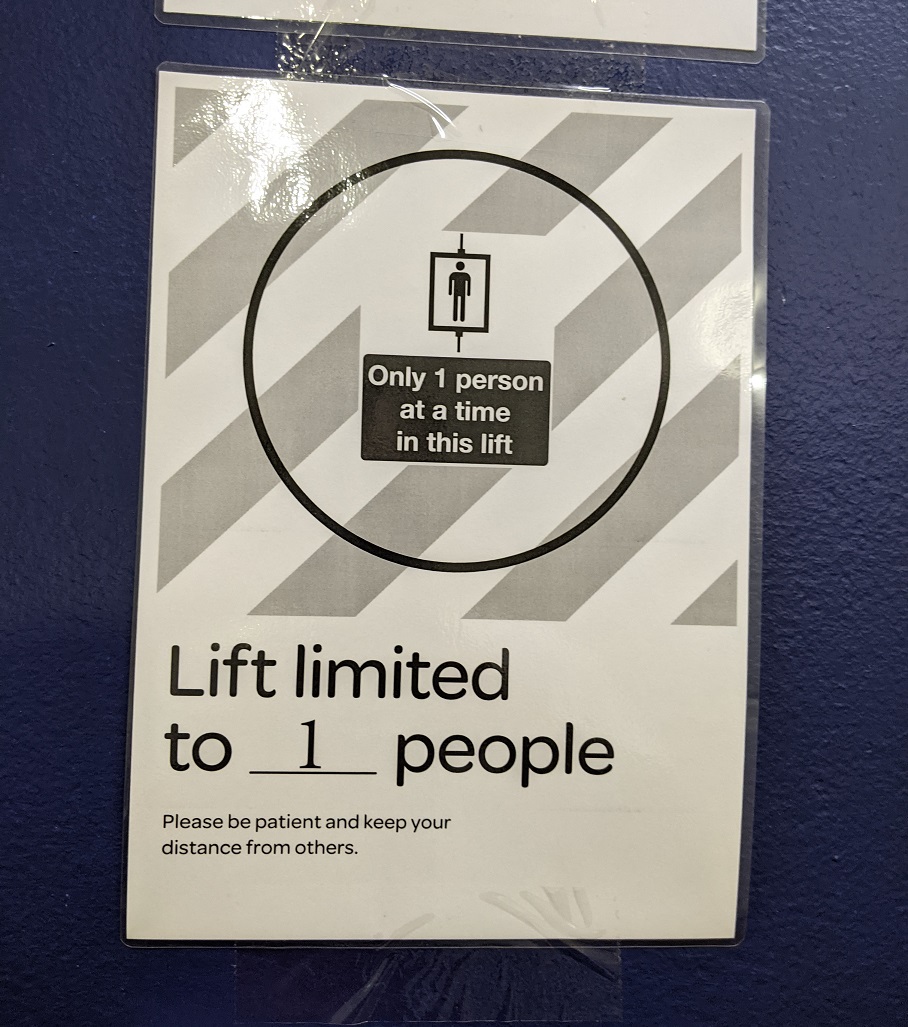 Only 1 person
at a time
in this lift
Lift limited
to 1 people
Please be patient and keep your
distance from others.